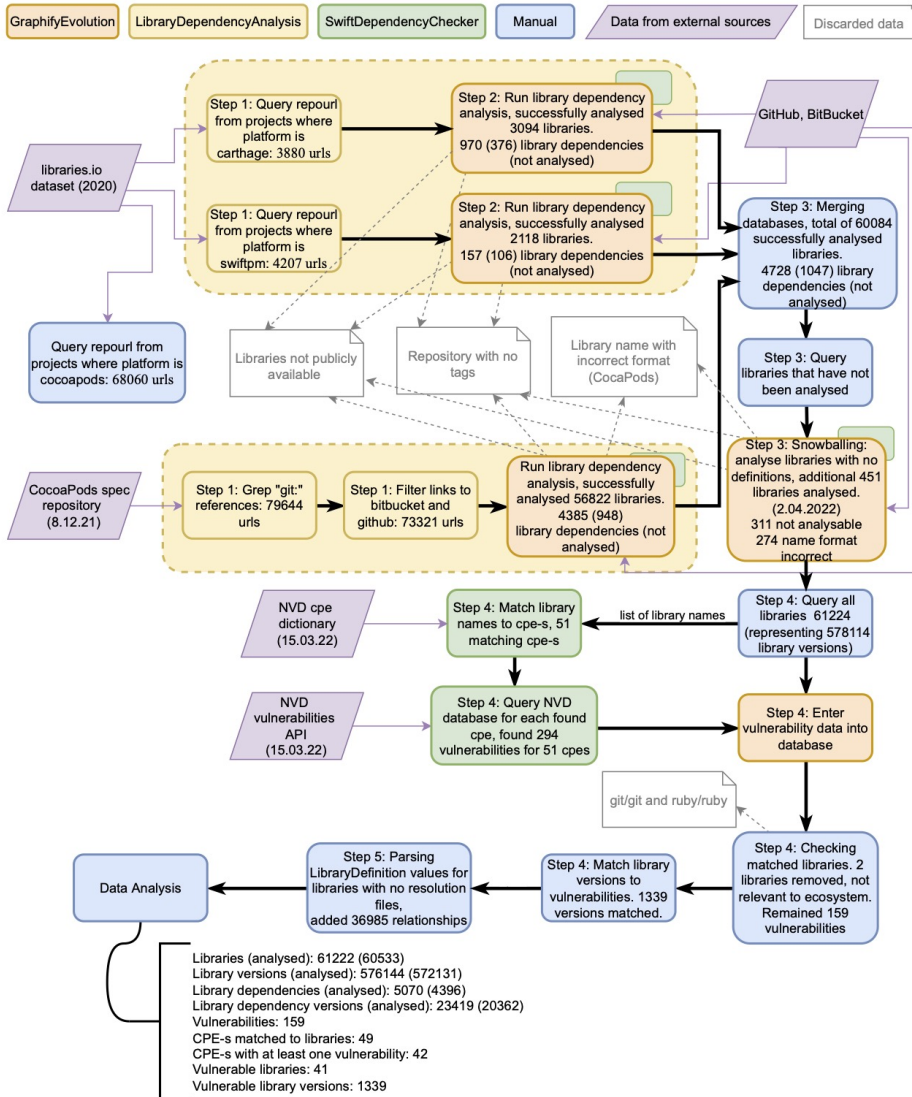 GraphifyEvolution
LibraryDependencyAnalysis
SwiftDependencyChecker
Manual
Data from external sources
Discarded data
libraries.io
dataset (2020)
Step 1: Query repourl
from projects where
platform is
carthage: 3880 urls
Step 2: Run library dependency
analysis, successfully analysed
3094 libraries.
970 (376) library dependencies
(not analysed)
GitHub, BitBucket
Step 1: Query repourl
from projects where
platform is
swiftpm: 4207 urls
Step 2: Run library dependency
analysis, successfully analysed
2118 libraries.
157 (106) library dependencies
(not analysed)
Step 3: Merging
databases, total of 60084
successfully analysed
libraries.
4728 (1047) library
dependencies (not
analysed)
Query repourl from
projects where platform is
cocoapods: 68060 urls
Libraries not publicly
available
Repository with no
tags
Library name with
incorrect format
(CocaPods)
Step 3: Query
libraries that have not
been analysed
CocoaPods spec
repository
(8.12.21)
Step 1: Grep "git:"
references: 79644
urls
Step 1: Filter links to
bitbucket and
github: 73321 urls
Run library dependency
analysis, successfully
analysed 56822 libraries.
4385 (948)
library dependencies (not
analysed)
Step 3: Snowballing:
analyse libraries with no
definitions, additional 451
libraries analysed.
(2.04.2022)
311 not analysable
274 name format
incorrect
NVD cpe
dictionary
(15.03.22)
Step 4: Match library
names to cpe-s, 51
matching cpe-s
list of library names
Step 4: Query all
libraries 61224
(representing 578114
library versions)
NVD
vulnerabilities
API
(15.03.22)
Step 4: Query NVD
database for each found
cpe, found 294
vulnerabilities for 51 cpes
Step 4: Enter
vulnerability data into
database
git/git and ruby/ruby
Data Analysis
Step 5: Parsing
LibraryDefinition values for
libraries with no resolution
files,
added 36985 relationships
Step 4: Match library
versions to
vulnerabilities. 1339
versions matched.
Step 4: Checking
matched libraries. 2
libraries removed, not
relevant to ecosystem.
Remained 159
vulnerabilities
Libraries (analysed): 61222 (60533)
Library versions (analysed): 576144 (572131)
Library dependencies (analysed): 5070 (4396)
Library dependency versions (analysed): 23419 (20362)
Vulnerabilities: 159
CPE-s matched to libraries: 49
CPE-s with at least one vulnerability: 42
Vulnerable libraries: 41
Vulnerable library versions: 1339